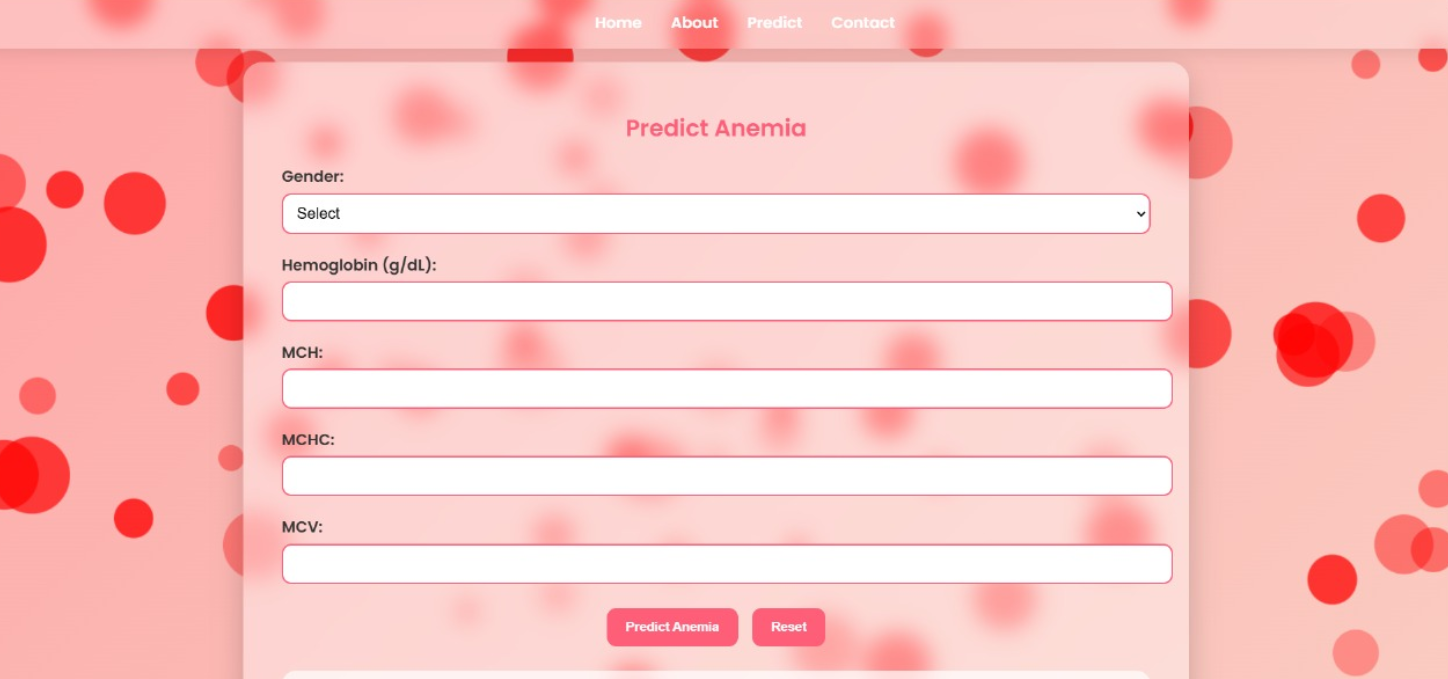 Home About Predict Contact
Predict Anemia
Gender:
Select
Hemoglobin (g/dL):
MCH:
MCHC:
MCV:
Predict Anemia Reset